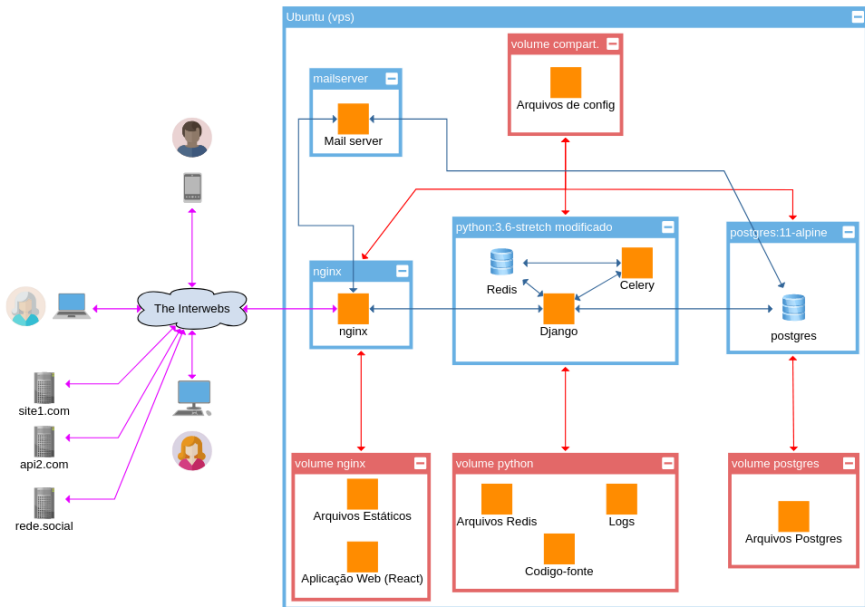 Ubuntu (vps)
volume compart.
Arquivos de config
mailserver
Mail server
python:3.6-stretch modificado
Redis
Celery
Django
postgres:11-alpine
postgres
nginx
nginx
The Interwebs
site1.com
api2.com
rede.social
volume nginx
Arquivos Estáticos
Aplicação Web (React)
volume python
Arquivos Redis
Logs
Codigo-fonte
volume postgres
Arquivos Postgres